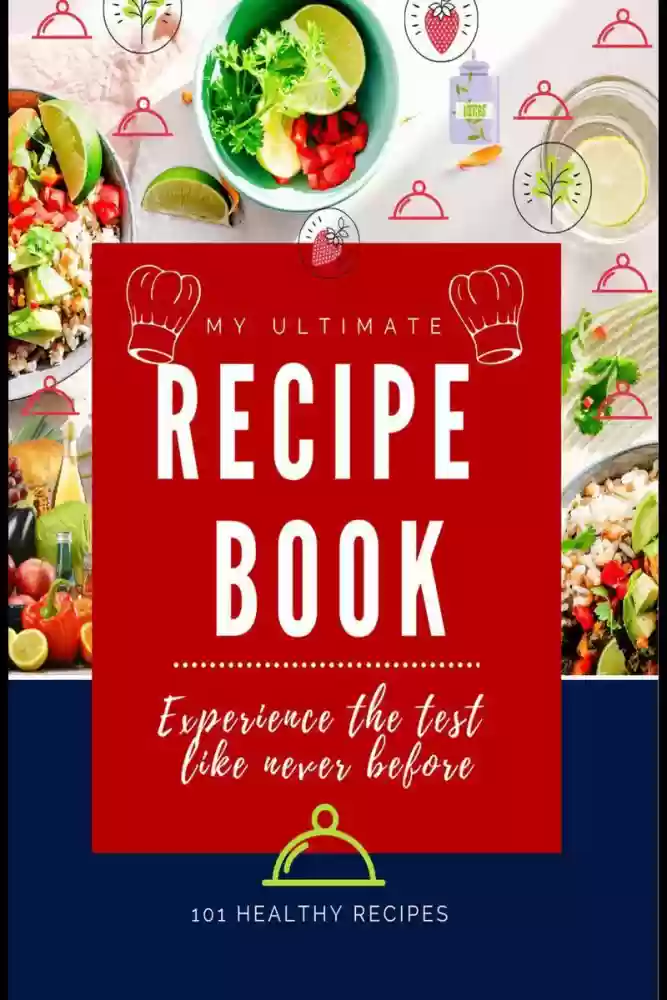 MY ULTIMATE
RECIPE
BOOK
Experience the test
like never before
101 HEALTHY RECIPES